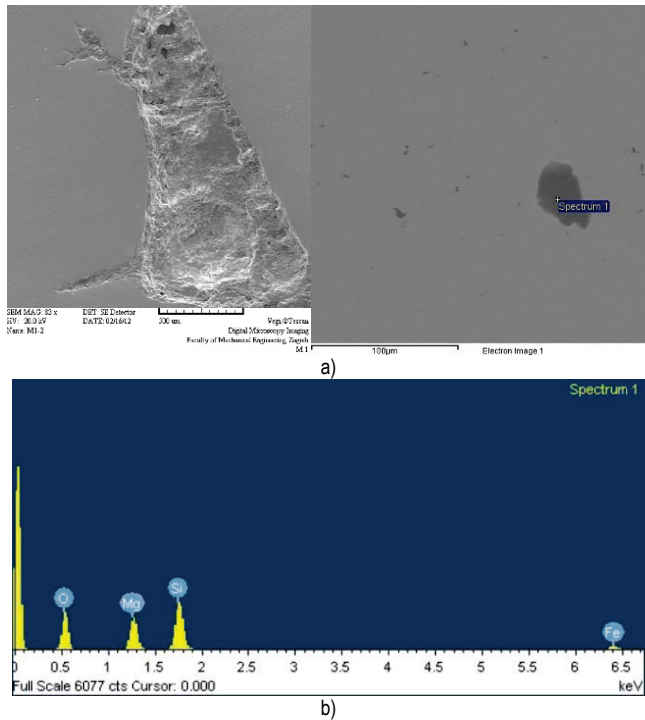 Spectrum 1
SEM MAG: 83 x DET: SE Detector
HV: 20.0 kV DATE: 02/16/12 500 um Vega ©Tescan
Name: M1-2 Digital Microscopy Imaging
Faculty of Mechanical Engineering, Zagreb
M 1
100µm Electron Image 1
a)
Spectrum 1
O Mg Si Fe
0 0.5 1 1.5 2 2.5 3 3.5 4 4.5 5 5.5 6 6.5
Full Scale 6077 cts Cursor: 0.000 keV
b)